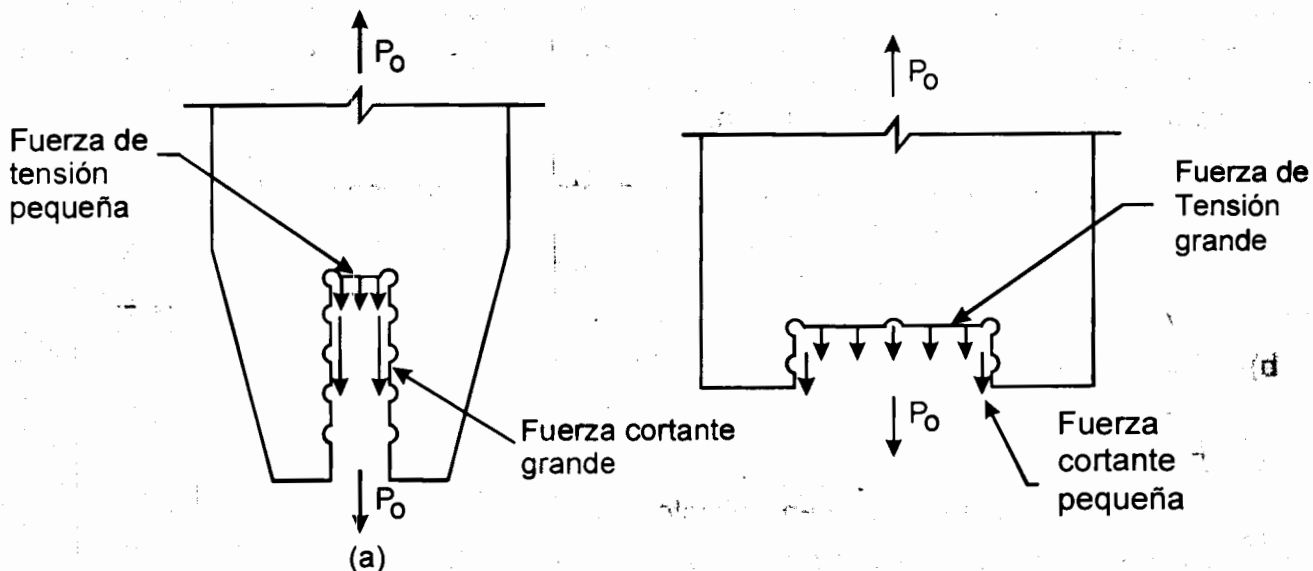 P₀
Fuerza de
tensión
pequeña
Fuerza cortante
grande
P₀
(a)
P₀
Fuerza de
Tensión
grande
P₀
Fuerza
cortante
pequeña
d